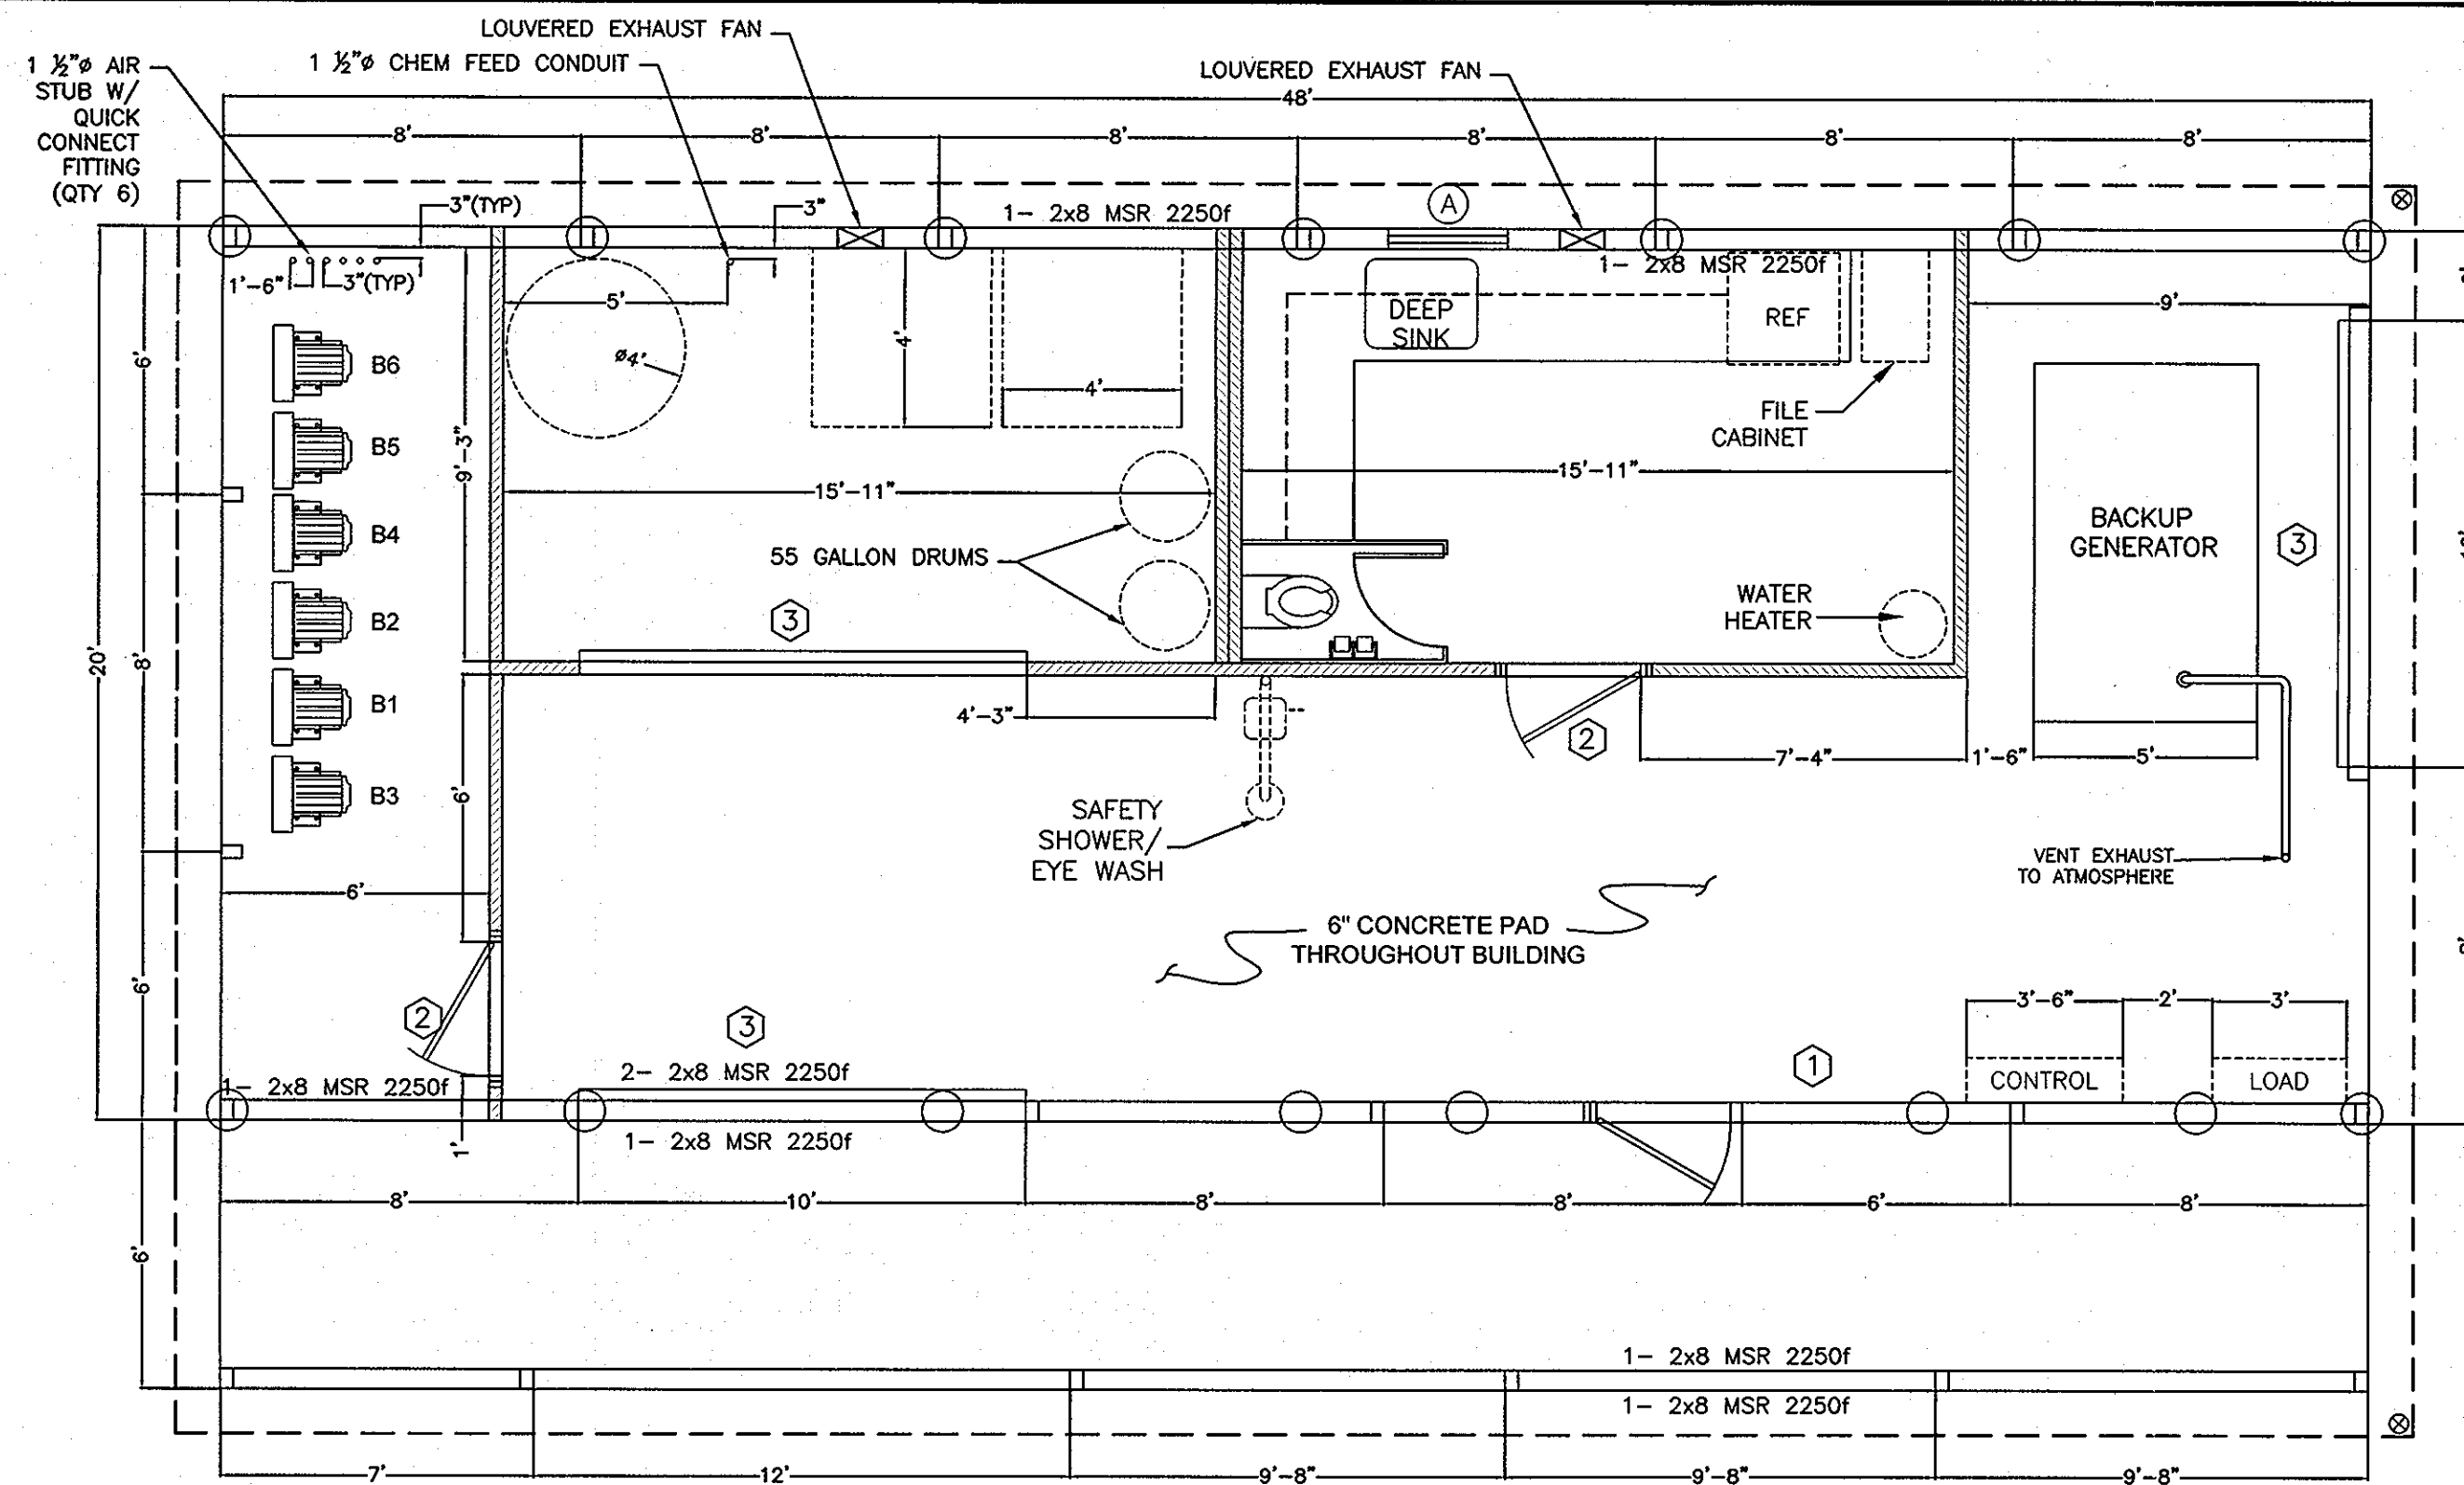 LOUVERED EXHAUST FAN
1 ½"ø CHEM FEED CONDUIT
1 ½"ø AIR
STUB W/
QUICK
CONNECT
FITTING
(QTY 6)
LOUVERED EXHAUST FAN
48'
8'
8'
8'
8'
8'
8'
3"(TYP)
3"
1- 2x8 MSR 2250f
A
1'-6"
3"(TYP)
5'
1- 2x8 MSR 2250f
9'
DEEP
SINK
REF
ø4'
4'
4'
6'
B6
B5
B4
B2
B1
B3
9'-3"
FILE
CABINET
15'-11"
15'-11"
BACKUP
GENERATOR
3
55 GALLON DRUMS
3
WATER
HEATER
20'
8'
4'-3"
2
7'-4"
1'-6"
5'
6'
SAFETY
SHOWER/
EYE WASH
VENT EXHAUST
TO ATMOSPHERE
6'
6" CONCRETE PAD
THROUGHOUT BUILDING
6'
2
3
3'-6"
2'
3'
1
CONTROL
LOAD
1- 2x8 MSR 2250f
2- 2x8 MSR 2250f
1- 2x8 MSR 2250f
1'
8'
10'
8'
8'
6'
8'
6'
1- 2x8 MSR 2250f
1- 2x8 MSR 2250f
7'
12'
9'-8"
9'-8"
9'-8"